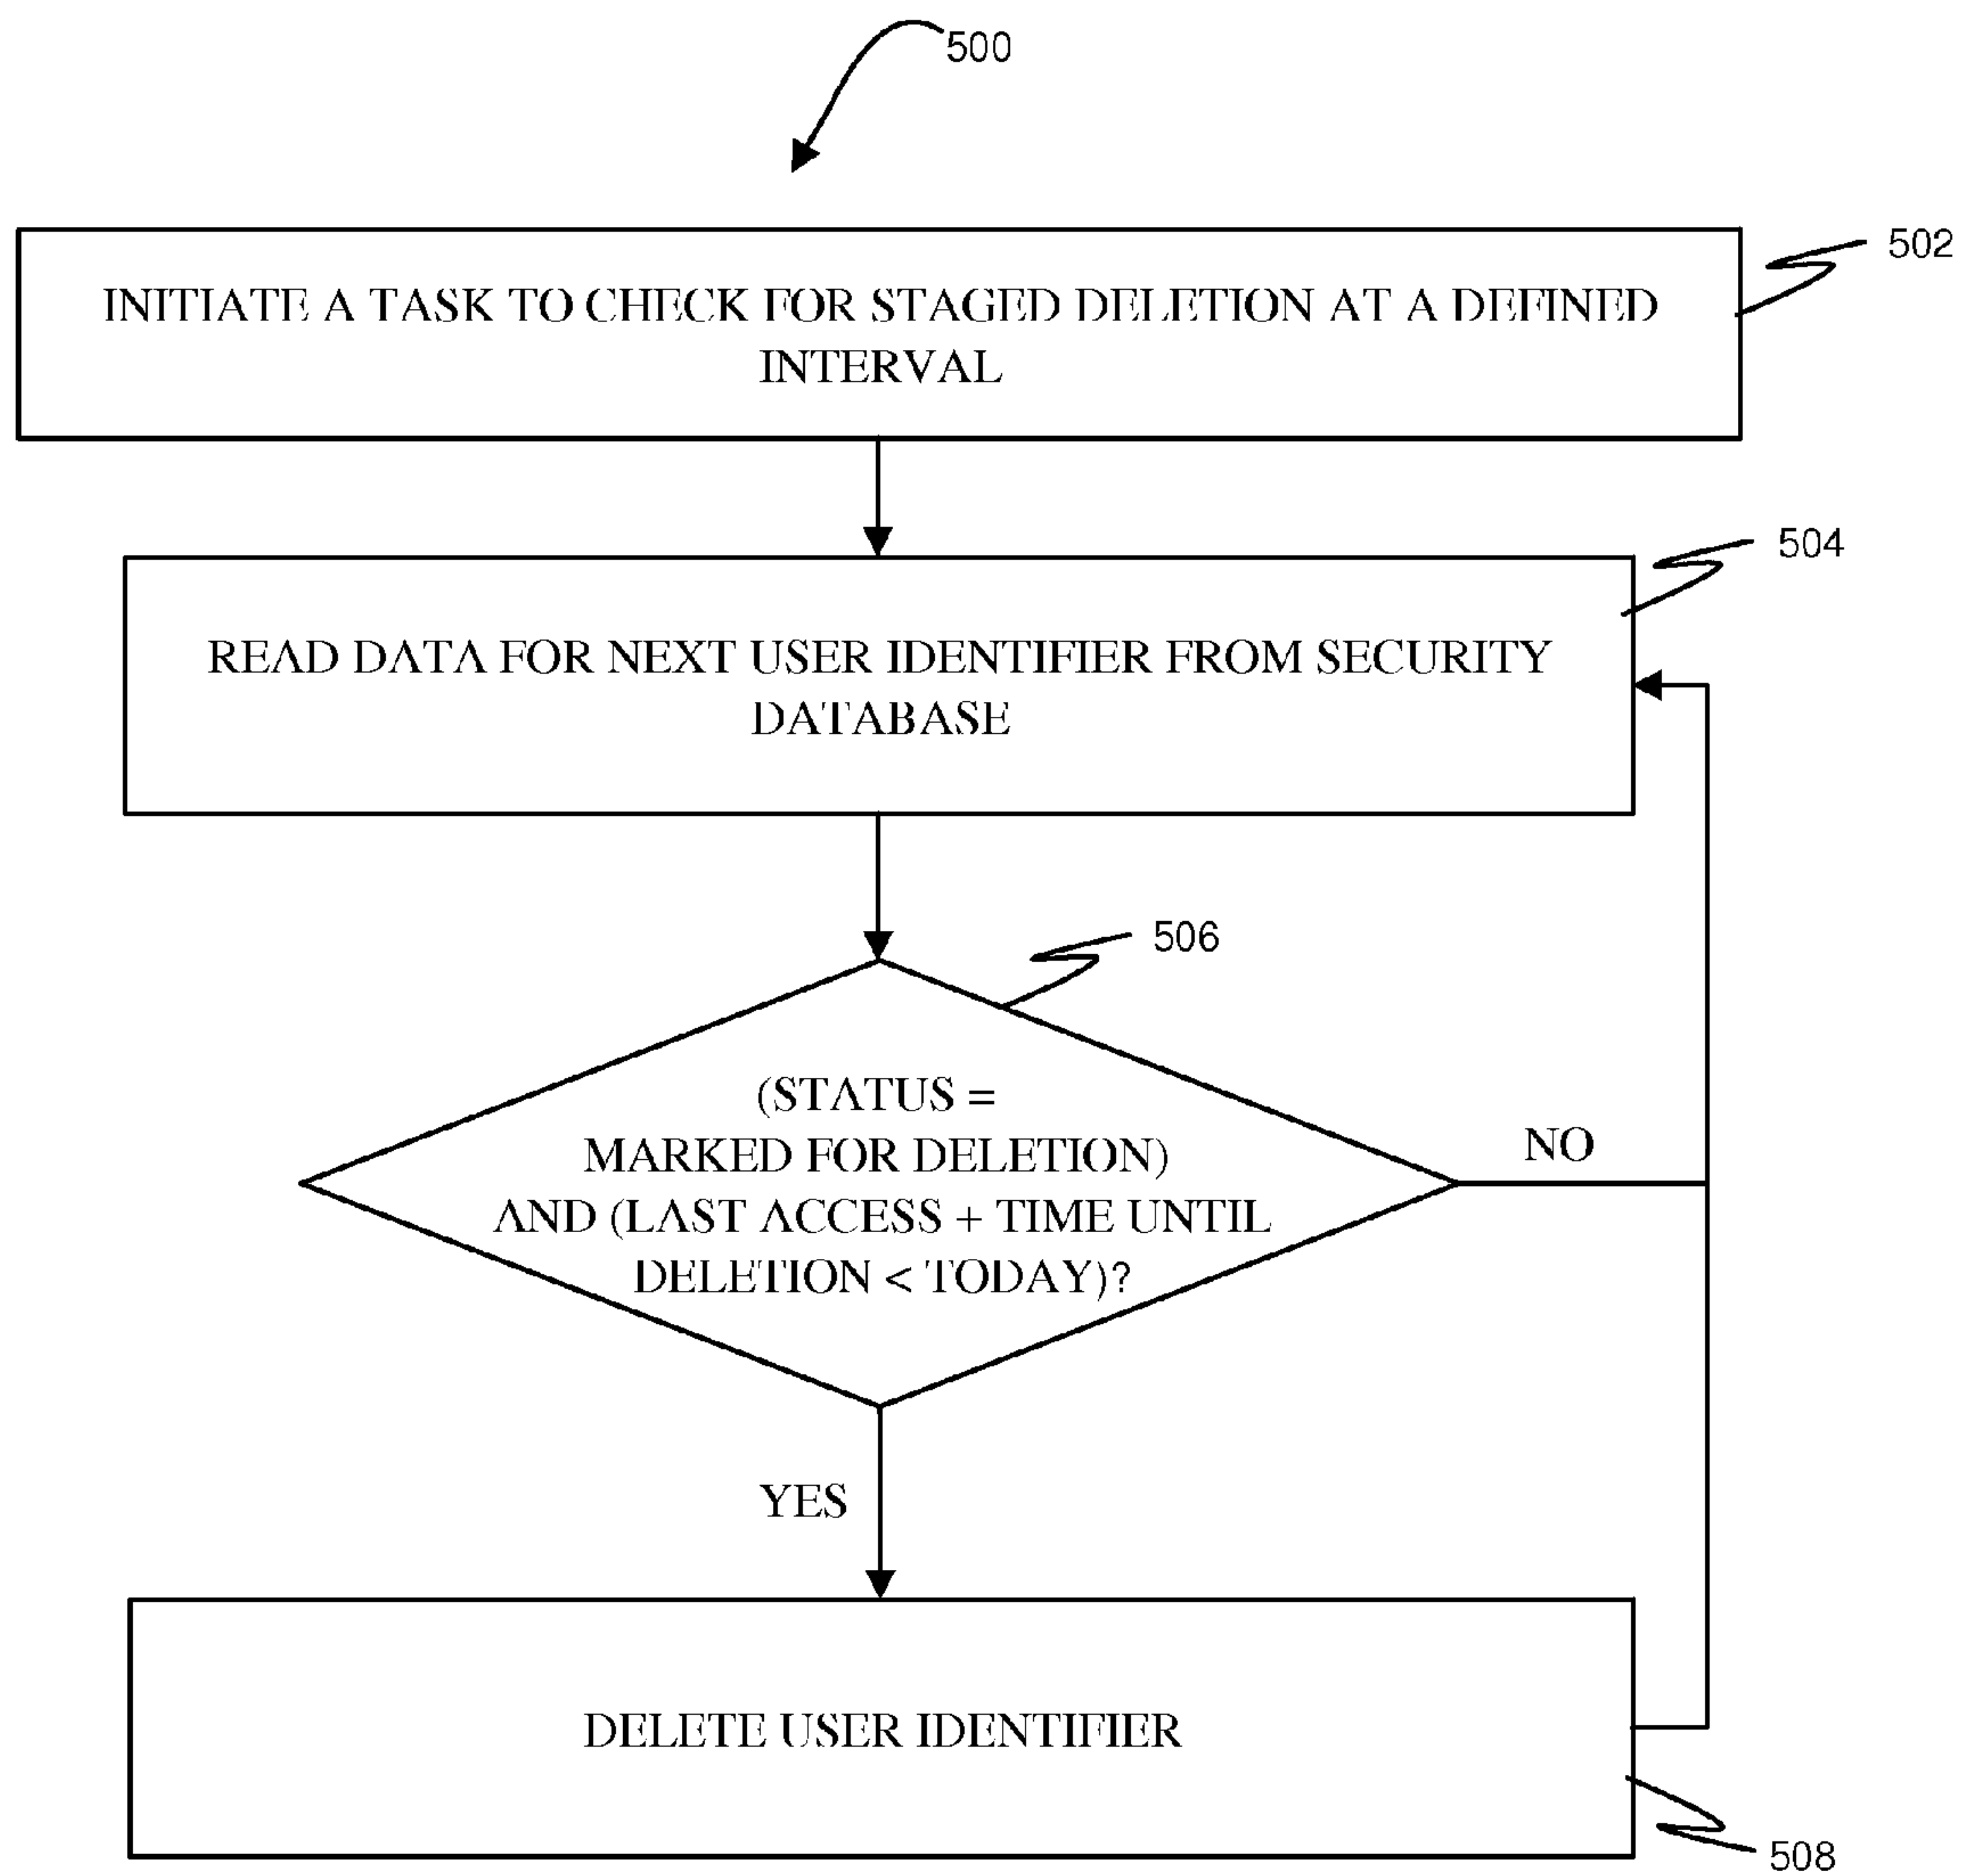 500
502
INITIATE A TASK TO CHECK FOR STAGED DELETION AT A DEFINED
INTERVAL
504
READ DATA FOR NEXT USER IDENTIFIER FROM SECURITY
DATABASE
506
(STATUS =
MARKED FOR DELETION)
AND (LAST ACCESS + TIME UNTIL
DELETION < TODAY)?
NO
YES
DELETE USER IDENTIFIER
508